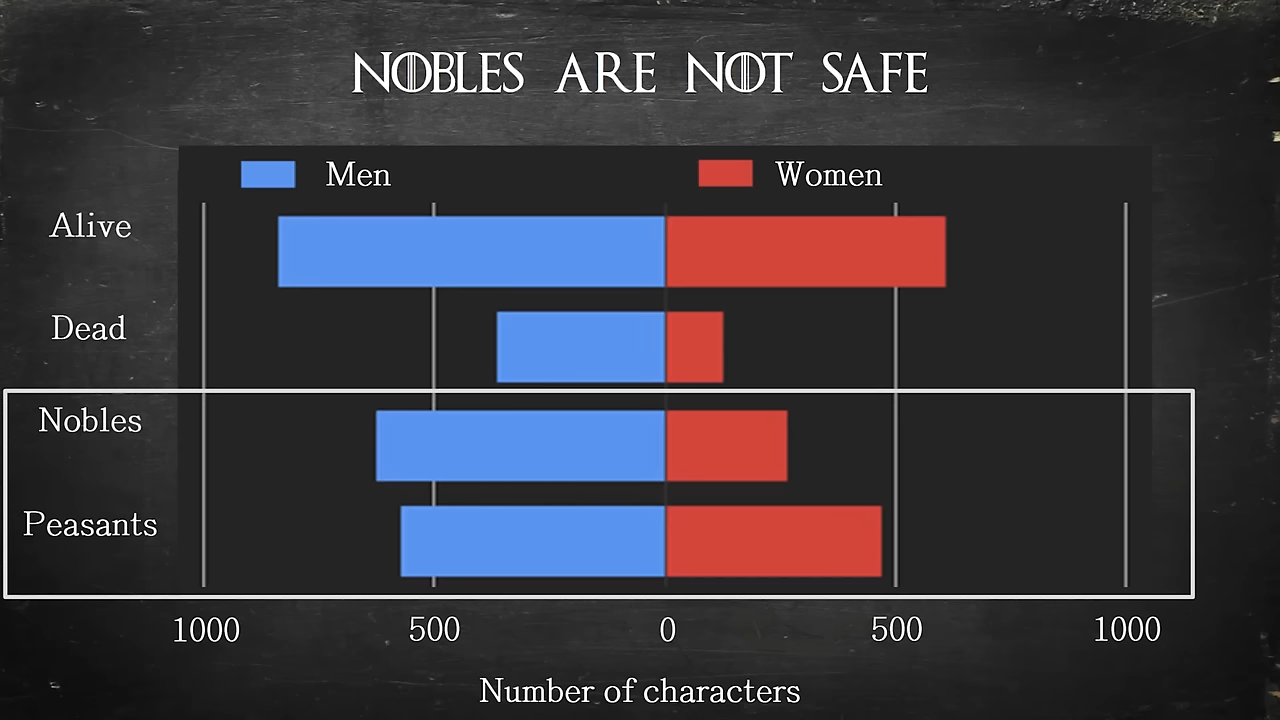 NOBLES ARE NOT SAFE
Men Women
Alive
Dead
Nobles
Peasants
1000 500 0 500 1000
Number of characters